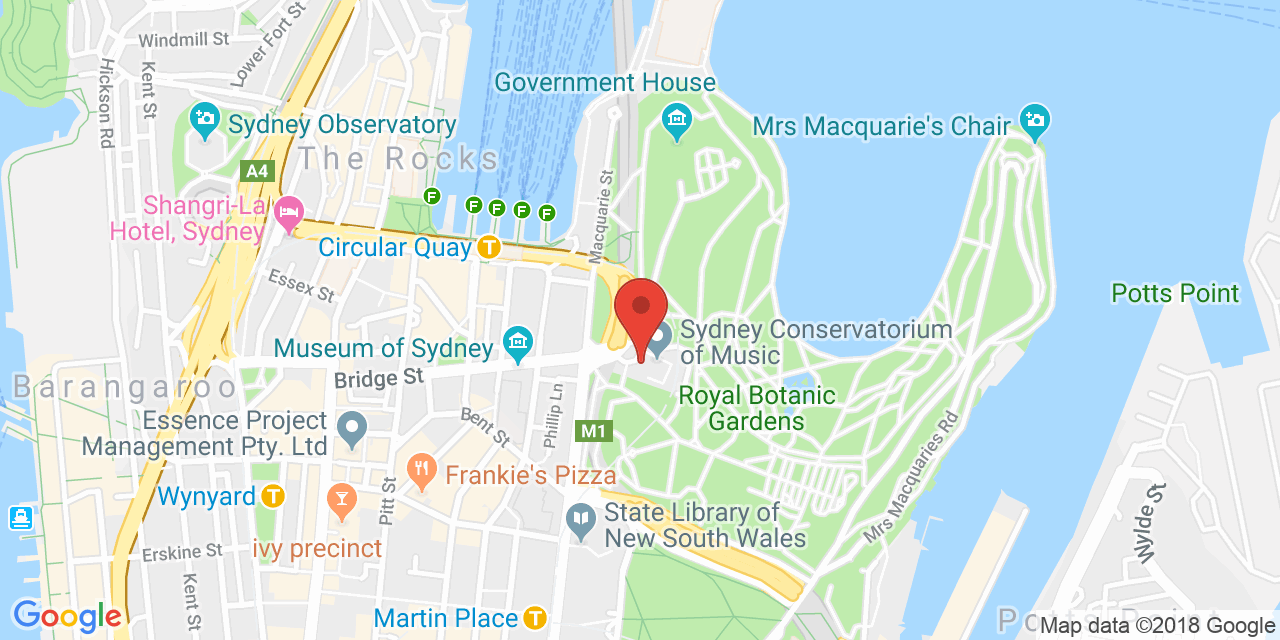 Windmill St
Lower Fort St
Hickson Rd
Kent St
Government House
Sydney Observatory
Mrs Macquarie's Chair
The Rocks
A4
Macquarie St
F
F
F
F
F
Shangri-La
Hotel, Sydney
Circular Quay T
Essex St
Potts Point
Sydney Conservatorium
of Music
Museum of Sydney
Bridge St
Barangaroo
Royal Botanic
Gardens
Phillip Ln
Essence Project
Management Pty. Ltd
Bent St
M1
Mrs Macquaries Rd
Frankie's Pizza
Pitt St
Wynyard T
State Library of
New South Wales
Wylde St
ivy precinct
Erskine St
Kent St
Google
Martin Place T
Potts Point
Map data ©2018 Google